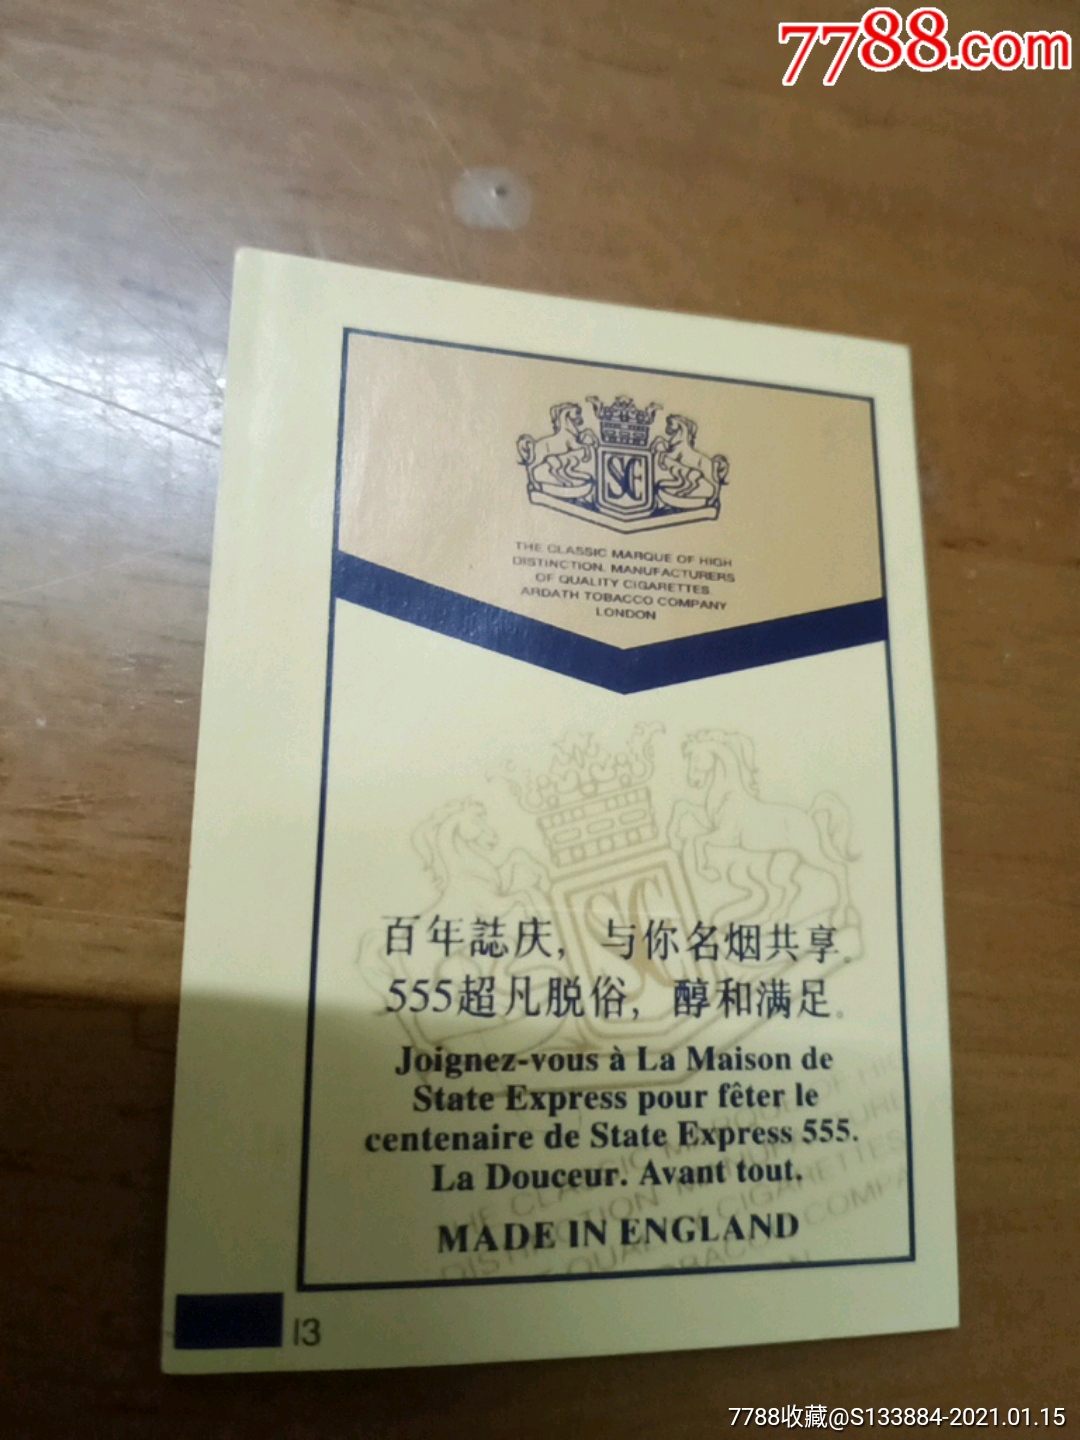 7788.com
SE
THE CLASSIC MARQUE OF HIGH
DISTINCTION. MANUFACTURERS
OF QUALITY CIGARETTES
ARDATH TOBACCO COMPANY
LONDON
SE
百年誌庆，与你名烟共享。
555超凡脱俗，醇和满足。
Joignez-vous à La Maison de
State Express pour fêter le
centenaire de State Express 555.
La Douceur. Avant tout.
MADE IN ENGLAND
13
7788收藏@S133884-2021.01.15